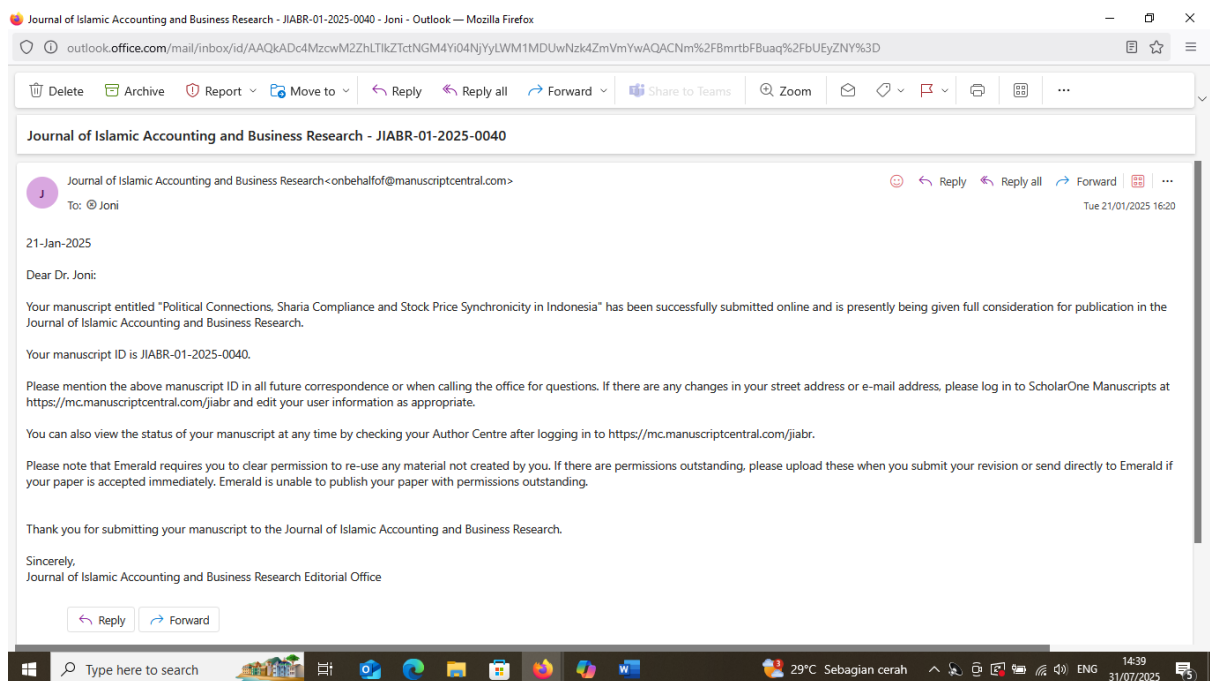 Journal of Islamic Accounting and Business Research - JIABR-01-2025-0040 - Joni - Outlook — Mozilla Firefox
outlook.office.com/mail/inbox/id/AAQkADc4MzcwM2ZhLTlkZTctNGM4Yi04NjYyLWM1MDUwNzk4ZmVmYwAQACNm%2FBmrtbFBuaq%2FbUEyZNY%3D
Delete Archive Report Move to Reply Reply all Forward Share to Teams Zoom
Journal of Islamic Accounting and Business Research - JIABR-01-2025-0040
J
Journal of Islamic Accounting and Business Research<onbehalfof@manuscriptcentral.com>
Reply Reply all Forward
To: Joni
Tue 21/01/2025 16:20
21-Jan-2025
Dear Dr. Joni:
Your manuscript entitled "Political Connections, Sharia Compliance and Stock Price Synchronicity in Indonesia" has been successfully submitted online and is presently being given full consideration for publication in the
Journal of Islamic Accounting and Business Research.
Your manuscript ID is JIABR-01-2025-0040.
Please mention the above manuscript ID in all future correspondence or when calling the office for questions. If there are any changes in your street address or e-mail address, please log in to ScholarOne Manuscripts at
https://mc.manuscriptcentral.com/jiabr and edit your user information as appropriate.
You can also view the status of your manuscript at any time by checking your Author Centre after logging in to https://mc.manuscriptcentral.com/jiabr.
Please note that Emerald requires you to clear permission to re-use any material not created by you. If there are permissions outstanding, please upload these when you submit your revision or send directly to Emerald if
your paper is accepted immediately. Emerald is unable to publish your paper with permissions outstanding.
Thank you for submitting your manuscript to the Journal of Islamic Accounting and Business Research.
Sincerely,
Journal of Islamic Accounting and Business Research Editorial Office
Reply Forward
Type here to search
3
29°C Sebagian cerah
ENG
14:39
31/07/2025
5